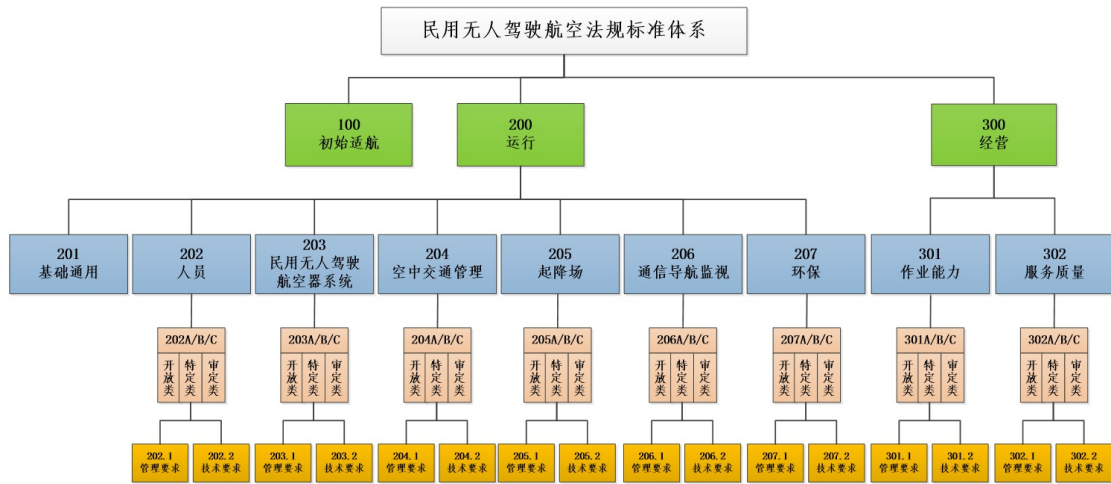 民用无人驾驶航空法规标准体系
100
初始适航
200
运行
300
经营
201
基础通用
202
人员
203
民用无人驾驶
航空器系统
204
空中交通管理
205
起降场
206
通信导航监视
207
环保
301
作业能力
302
服务质量
202A/B/C
开放类
特定类
审定类
203A/B/C
开放类
特定类
审定类
204A/B/C
开放类
特定类
审定类
205A/B/C
开放类
特定类
审定类
206A/B/C
开放类
特定类
审定类
207A/B/C
开放类
特定类
审定类
301A/B/C
开放类
特定类
审定类
302A/B/C
开放类
特定类
审定类
202.1
管理要求
202.2
技术要求
203.1
管理要求
203.2
技术要求
204.1
管理要求
204.2
技术要求
205.1
管理要求
205.2
技术要求
206.1
管理要求
206.2
技术要求
207.1
管理要求
207.2
技术要求
301.1
管理要求
301.2
技术要求
302.1
管理要求
302.2
技术要求